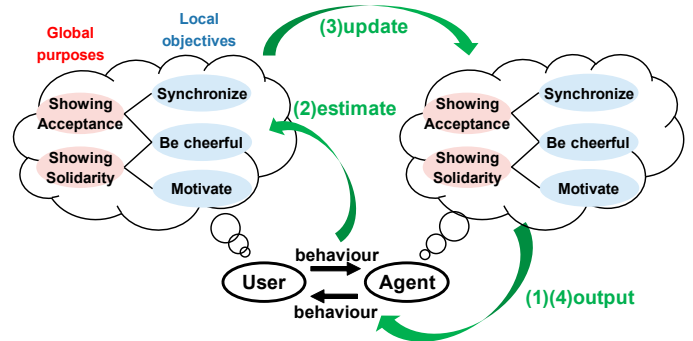 Global
purposes
Local
objectives
(3)update
Synchronize
Showing
Acceptance
Be cheerful
Showing
Solidarity
Motivate
(2)estimate
Synchronize
Showing
Acceptance
Be cheerful
Showing
Solidarity
Motivate
behaviour
User
Agent
behaviour
(1)(4)output